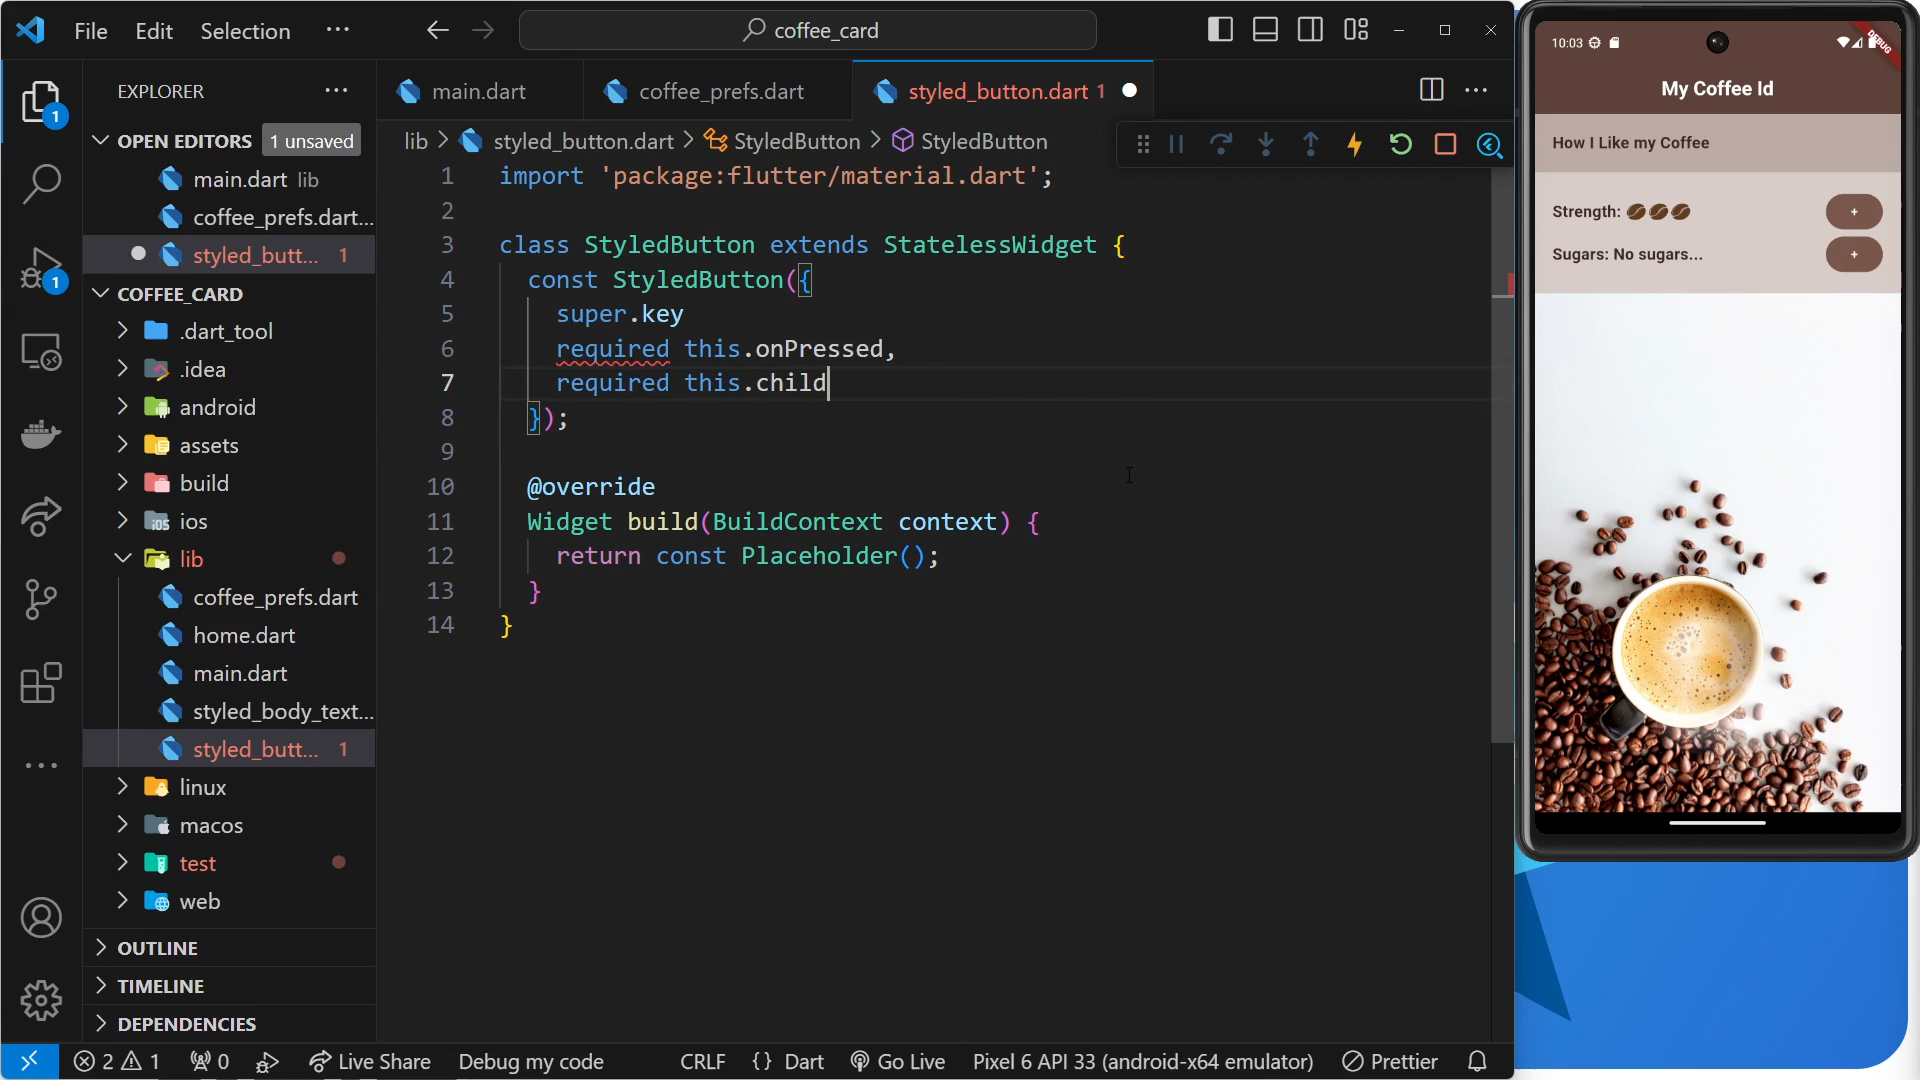 File Edit Selection ···
coffee_card
EXPLORER
OPEN EDITORS 1 unsaved
main.dart lib
coffee_prefs.dart...
styled_butt... 1
COFFEE_CARD
.dart_tool
.idea
android
assets
build
ios
lib
coffee_prefs.dart
home.dart
main.dart
styled_body_text...
styled_butt... 1
linux
macos
test
web
OUTLINE
TIMELINE
DEPENDENCIES
1
1
main.dart
coffee_prefs.dart
styled_button.dart 1
lib > styled_button.dart > StyledButton > StyledButton
1 import 'package:flutter/material.dart';
2
3 class StyledButton extends StatelessWidget {
4 const StyledButton({
5 super.key
6 required this.onPressed,
7 required this.child
8 });
9
10 @override
11 Widget build(BuildContext context) {
12 return const Placeholder();
13 }
14 }
2 1 0 Live Share Debug my code CRLF {} Dart Go Live Pixel 6 API 33 (android-x64 emulator) Prettier
10:03
DEBUG
My Coffee Id
How I Like my Coffee
Strength: +
Sugars: No sugars... +